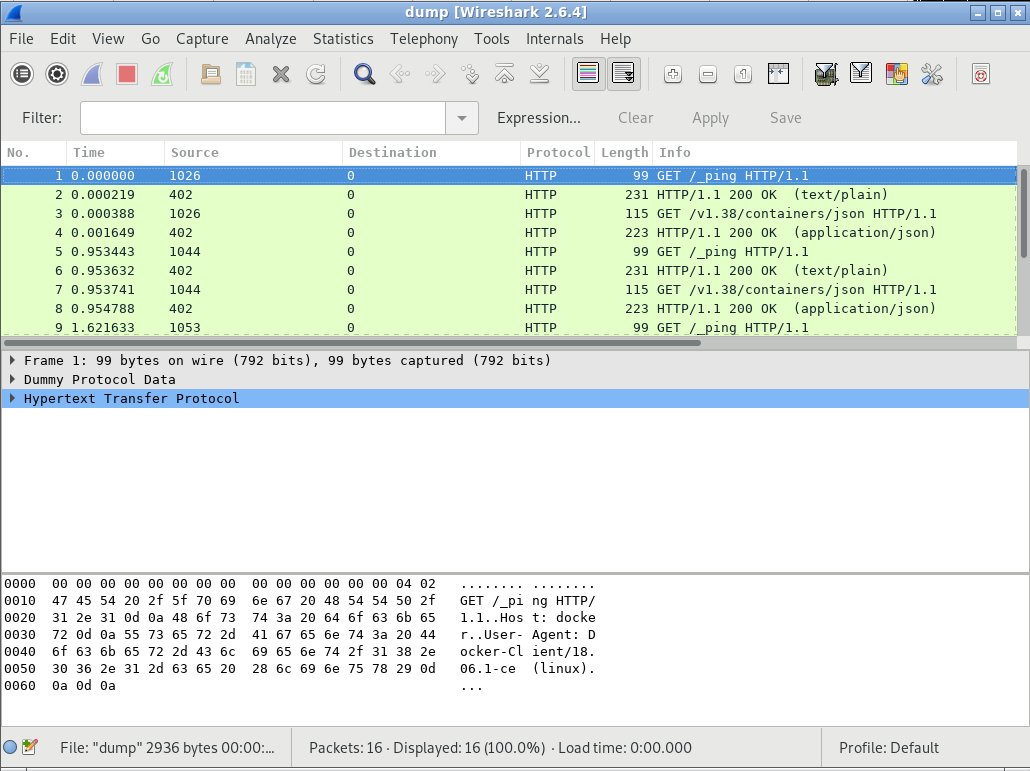 dump [Wireshark 2.6.4]
File Edit View Go Capture Analyze Statistics Telephony Tools Internals Help
Filter: Expression... Clear Apply Save
No. Time Source Destination Protocol Length Info
1 0.000000 1026 0 HTTP 99 GET /_ping HTTP/1.1
2 0.000219 402 0 HTTP 231 HTTP/1.1 200 OK (text/plain)
3 0.000388 1026 0 HTTP 115 GET /v1.38/containers/json HTTP/1.1
4 0.001649 402 0 HTTP 223 HTTP/1.1 200 OK (application/json)
5 0.953443 1044 0 HTTP 99 GET /_ping HTTP/1.1
6 0.953632 402 0 HTTP 231 HTTP/1.1 200 OK (text/plain)
7 0.953741 1044 0 HTTP 115 GET /v1.38/containers/json HTTP/1.1
8 0.954788 402 0 HTTP 223 HTTP/1.1 200 OK (application/json)
9 1.621633 1053 0 HTTP 99 GET /_ping HTTP/1.1
Frame 1: 99 bytes on wire (792 bits), 99 bytes captured (792 bits)
Dummy Protocol Data
Hypertext Transfer Protocol
0000 00 00 00 00 00 00 00 00 00 00 00 00 00 00 04 02 ........ ........
0010 47 45 54 20 2f 5f 70 69 6e 67 20 48 54 54 50 2f GET /_pi ng HTTP/
0020 31 2e 31 0d 0a 48 6f 73 74 3a 20 64 6f 63 6b 65 1.1..Hos t: docke
0030 72 0d 0a 55 73 65 72 2d 41 67 65 6e 74 3a 20 44 r..User- Agent: D
0040 6f 63 6b 65 72 2d 43 6c 69 65 6e 74 2f 31 38 2e ocker-Cl ient/18.
0050 30 36 2e 31 2d 63 65 20 28 6c 69 6e 75 78 29 0d 06.1-ce (linux).
0060 0a 0d 0a ...
File: "dump" 2936 bytes 00:00:... Packets: 16 · Displayed: 16 (100.0%) · Load time: 0:00.000 Profile: Default